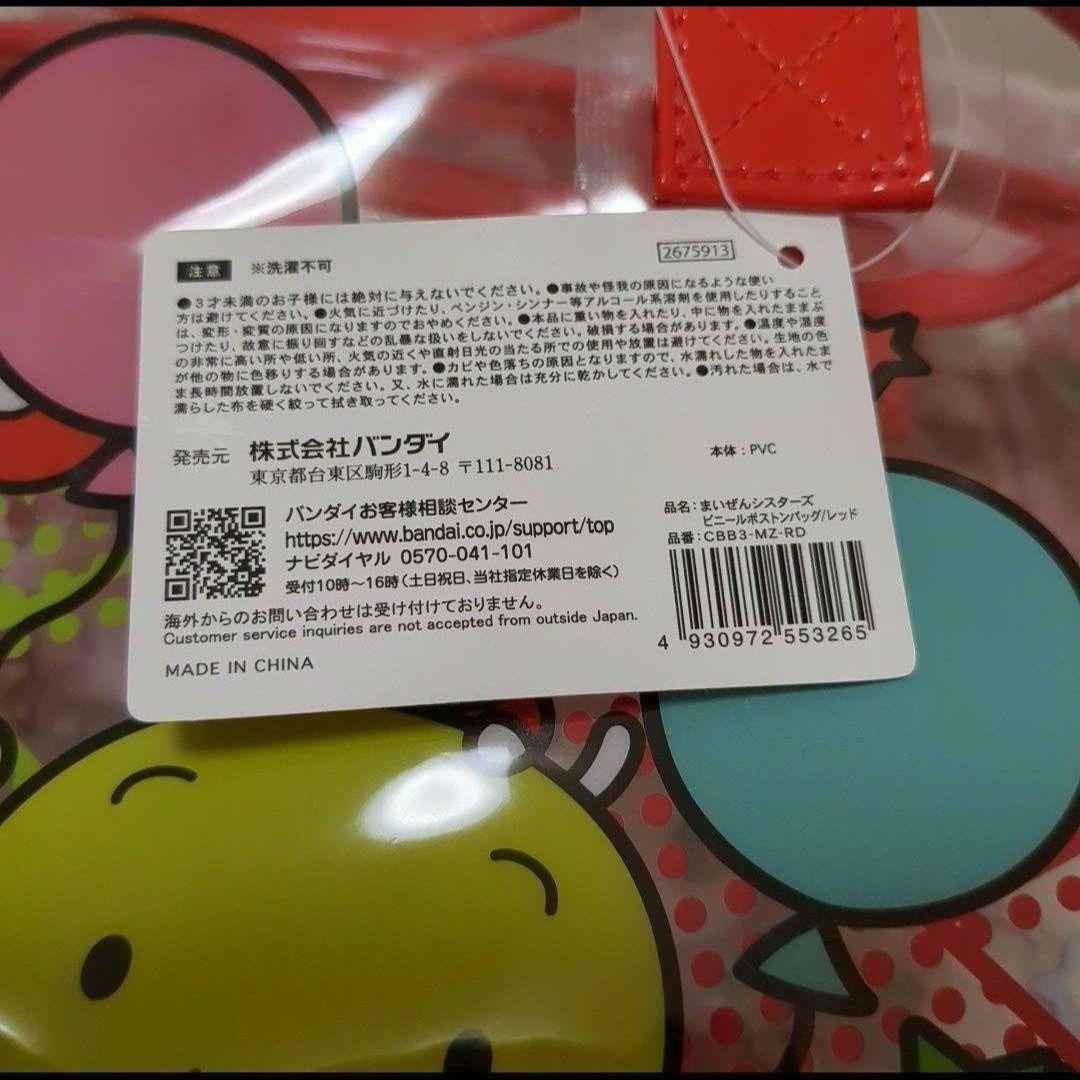 注意 ※洗濯不可 2675913
●3才未満のお子様には絶対に与えないでください。●事故や怪我の原因になるような使い
方は避けてください。●火気に近づけたり、ベンジン・シンナー等アルコール系溶剤を使用したりすること
は、変形・変質の原因になりますのでおやめください。●本品に重い物を入れたり、中に物を入れたままぶ
つけたり、故意に振り回すなどの乱暴な扱いをしないでください。破損する場合があります。●温度や湿度
の非常に高い所や低い所、火気の近くや直射日光の当たる所での使用や放置は避けてください。生地の色
が他の物に色移りする場合があります。●カビや色落ちの原因となりますので、水濡れした物を入れたま
ま長時間放置しないでください。又、水に濡れた場合は充分に乾かしてください。●汚れた場合は、水で
濡らした布を硬く絞って拭き取ってください。
発売元 株式会社バンダイ 本体:PVC
東京都台東区駒形1-4-8 〒111-8081
バンダイお客様相談センター
https://www.bandai.co.jp/support/top
ナビダイヤル 0570-041-101
受付10時~16時(土日祝日、当社指定休業日を除く)
品名:まいぜんシスターズ
ビニールボストンバッグ/レッド
品番:CBB3-MZ-RD
4 930972 553265
海外からのお問い合わせは受け付けておりません。
Customer service inquiries are not accepted from outside Japan.
MADE IN CHINA